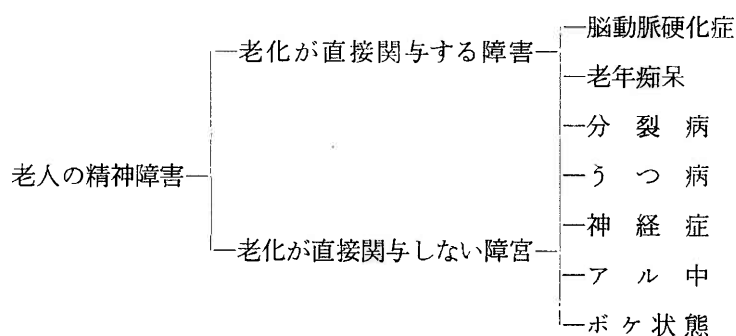 脳動脈硬化症
老化が直接関与する障害
老年痴呆
分裂病
老人の精神障害
うつ病
神経症
老化が直接関与しない障宮
アル中
ボケ状態